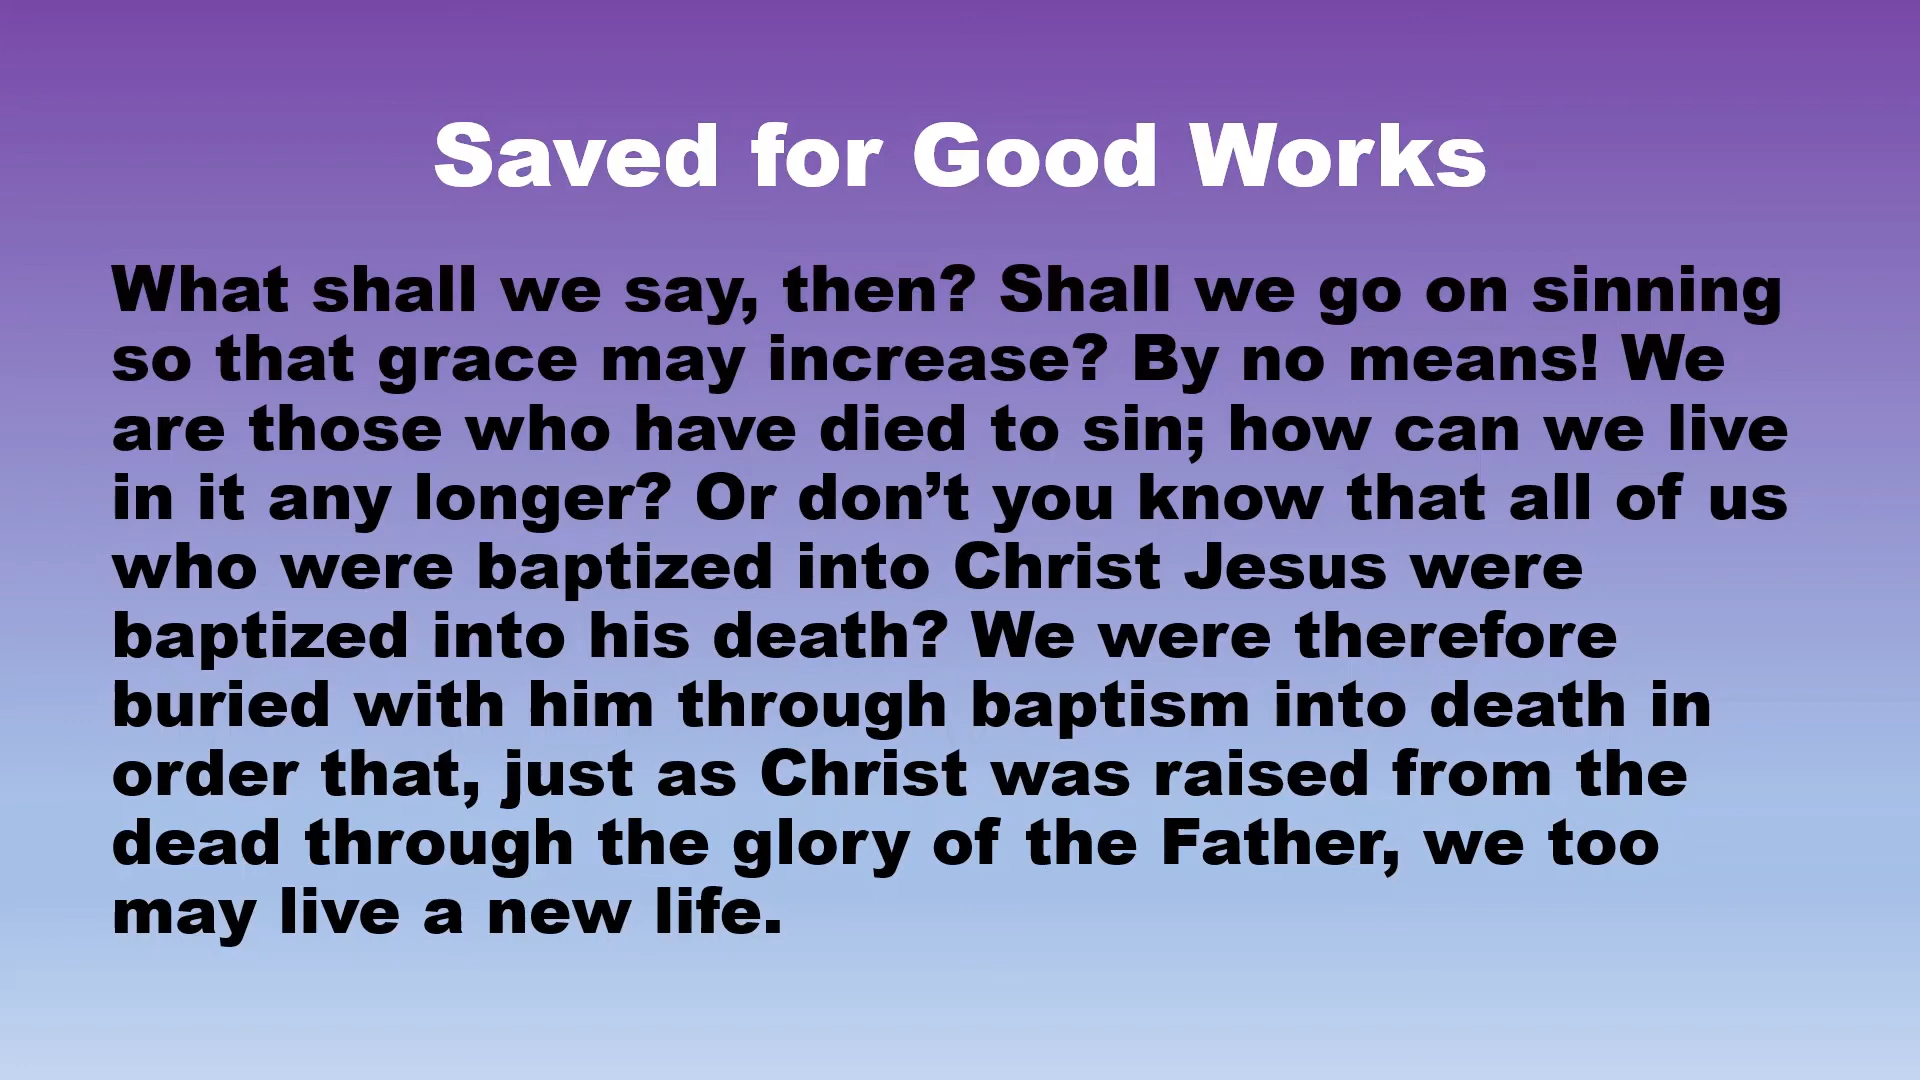 Saved for Good Works
What shall we say, then? Shall we go on sinning
so that grace may increase? By no means! We
are those who have died to sin; how can we live
in it any longer? Or don’t you know that all of us
who were baptized into Christ Jesus were
baptized into his death? We were therefore
buried with him through baptism into death in
order that, just as Christ was raised from the
dead through the glory of the Father, we too
may live a new life.